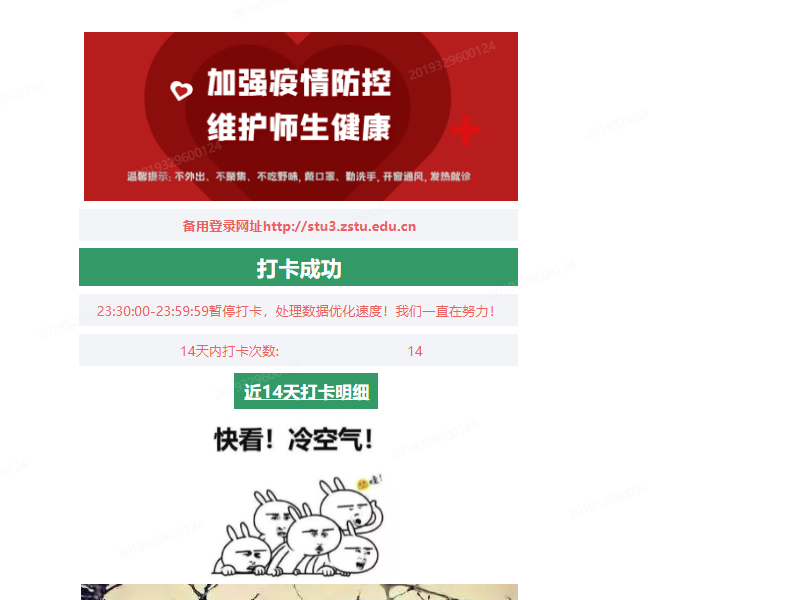 加强疫情防控
维护师生健康
温馨提示: 不外出、不聚集、不吃野味, 戴口罩、勤洗手, 开窗通风, 发热就诊
备用登录网址http://stu3.zstu.edu.cn
打卡成功
23:30:00-23:59:59暂停打卡，处理数据优化速度！我们一直在努力！
14天内打卡次数: 14
近14天打卡明细
快看！冷空气！
哇!
2019329600124